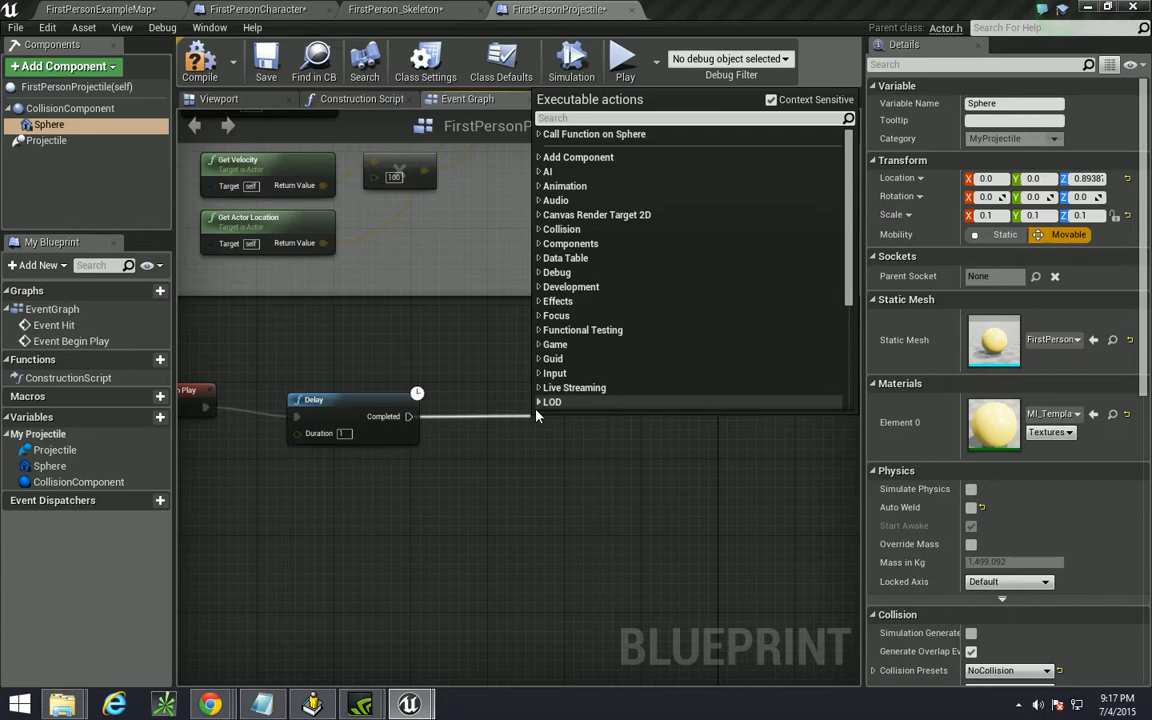 FirstPersonExampleMap*
FirstPersonCharacter*
FirstPerson_Skeleton*
FirstPersonProjectile*
File Edit Asset View Debug Window Help
Parent class: Actor.h
Search For Help
Components
+ Add Component
FirstPersonProjectile(self)
CollisionComponent
Sphere
Projectile
Compile
Save
Find in CB
Search
Class Settings
Class Defaults
Simulation
Play
No debug object selected
Debug Filter
Viewport
Construction Script
Event Graph
FirstPersonP
Get Velocity
Target is Actor
Target self Return Value
100
Get Actor Location
Target is Actor
Target self Return Value
n Play
Delay
Completed
Duration 1
Executable actions
Context Sensitive
Search
Call Function on Sphere
Add Component
AI
Animation
Audio
Canvas Render Target 2D
Collision
Components
Data Table
Debug
Development
Effects
Focus
Functional Testing
Game
Guid
Input
Live Streaming
LOD
BLUEPRINT
My Blueprint
+ Add New
Search
Graphs
EventGraph
Event Hit
Event Begin Play
Functions
ConstructionScript
Macros
Variables
My Projectile
Projectile
Sphere
CollisionComponent
Event Dispatchers
Details
Search
Variable
Variable Name Sphere
Tooltip
Category MyProjectile
Transform
Location X 0.0 Y 0.0 Z 0.8938
Rotation X 0.0 Y 0.0 Z 0.0
Scale X 0.1 Y 0.1 Z 0.1
Mobility Static Movable
Sockets
Parent Socket None
Static Mesh
Static Mesh FirstPerson
Materials
Element 0 MI_Templa
Textures
Physics
Simulate Physics
Auto Weld
Start Awake
Override Mass
Mass in Kg 1,499.092
Locked Axis Default
Collision
Simulation Generate
Generate Overlap Ev
Collision Presets NoCollision
9:17 PM
7/4/2015